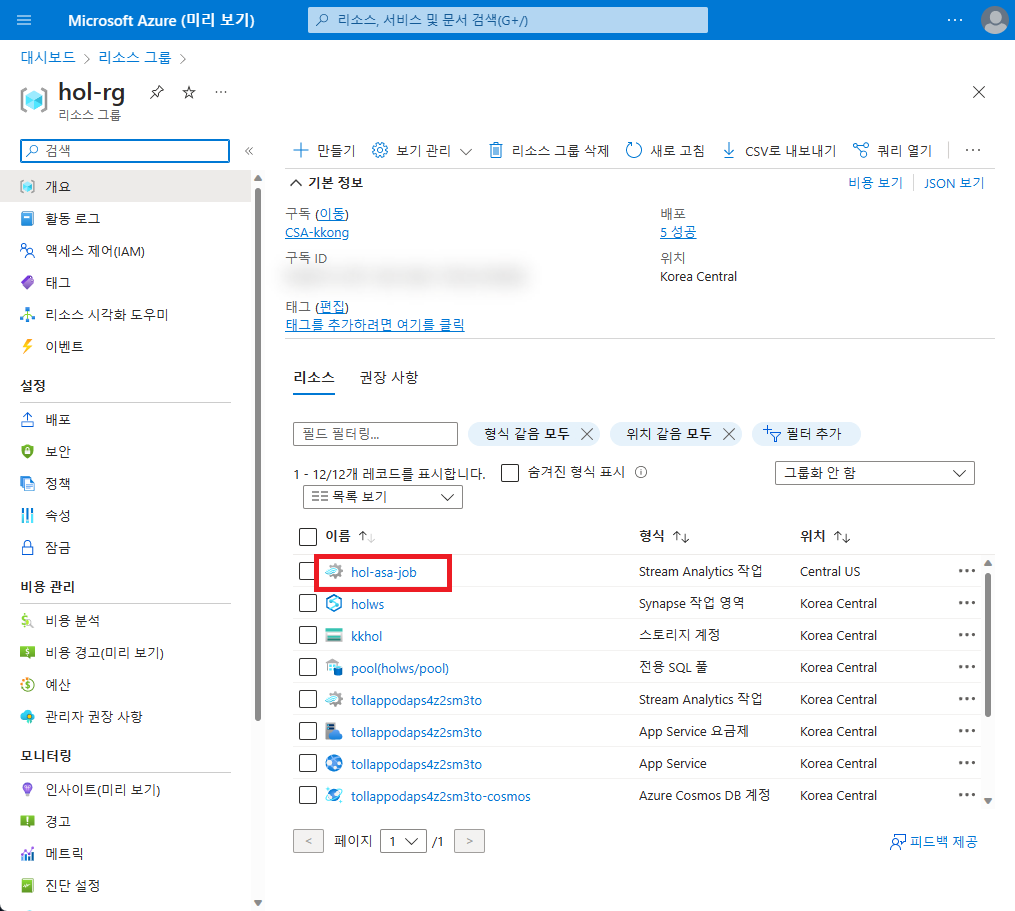 Microsoft Azure (미리 보기)
리소스, 서비스 및 문서 검색(G+/)
대시보드 > 리소스 그룹 >
hol-rg
리소스 그룹
검색
개요
활동 로그
액세스 제어(IAM)
태그
리소스 시각화 도우미
이벤트
설정
배포
보안
정책
속성
잠금
비용 관리
비용 분석
비용 경고(미리 보기)
예산
관리자 권장 사항
모니터링
인사이트(미리 보기)
경고
메트릭
진단 설정
만들기 보기 관리 리소스 그룹 삭제 새로 고침 CSV로 내보내기 쿼리 열기
기본 정보 비용 보기 JSON 보기
구독 (이동)
CSA-kkong
구독 ID
태그 (편집)
태그를 추가하려면 여기를 클릭
배포
5 성공
위치
Korea Central
리소스 권장 사항
필드 필터링... 형식 같음 모두 위치 같음 모두 필터 추가
1 - 12/12개 레코드를 표시합니다. 숨겨진 형식 표시 그룹화 안 함
목록 보기
이름 형식 위치
hol-asa-job Stream Analytics 작업 Central US
holws Synapse 작업 영역 Korea Central
kkhol 스토리지 계정 Korea Central
pool(holws/pool) 전용 SQL 풀 Korea Central
tollappodaps4z2sm3to Stream Analytics 작업 Korea Central
tollappodaps4z2sm3to App Service 요금제 Korea Central
tollappodaps4z2sm3to App Service Korea Central
tollappodaps4z2sm3to-cosmos Azure Cosmos DB 계정 Korea Central
< 페이지 1 /1 > 피드백 제공